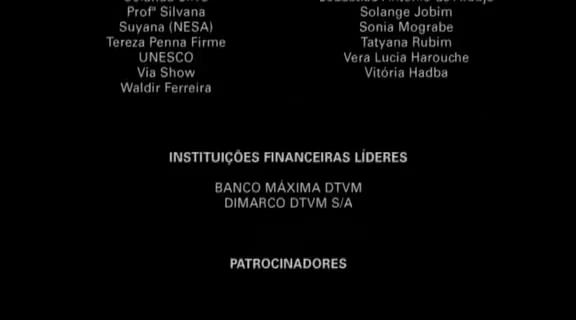 Profª Silvana
Suyana (NESA)
Tereza Penna Firme
UNESCO
Via Show
Waldir Ferreira
Solange Jobim
Sonia Mograbe
Tatyana Rubim
Vera Lucia Harouche
Vitória Hadba
INSTITUIÇÕES FINANCEIRAS LÍDERES
BANCO MÁXIMA DTVM
DIMARCO DTVM S/A
PATROCINADORES